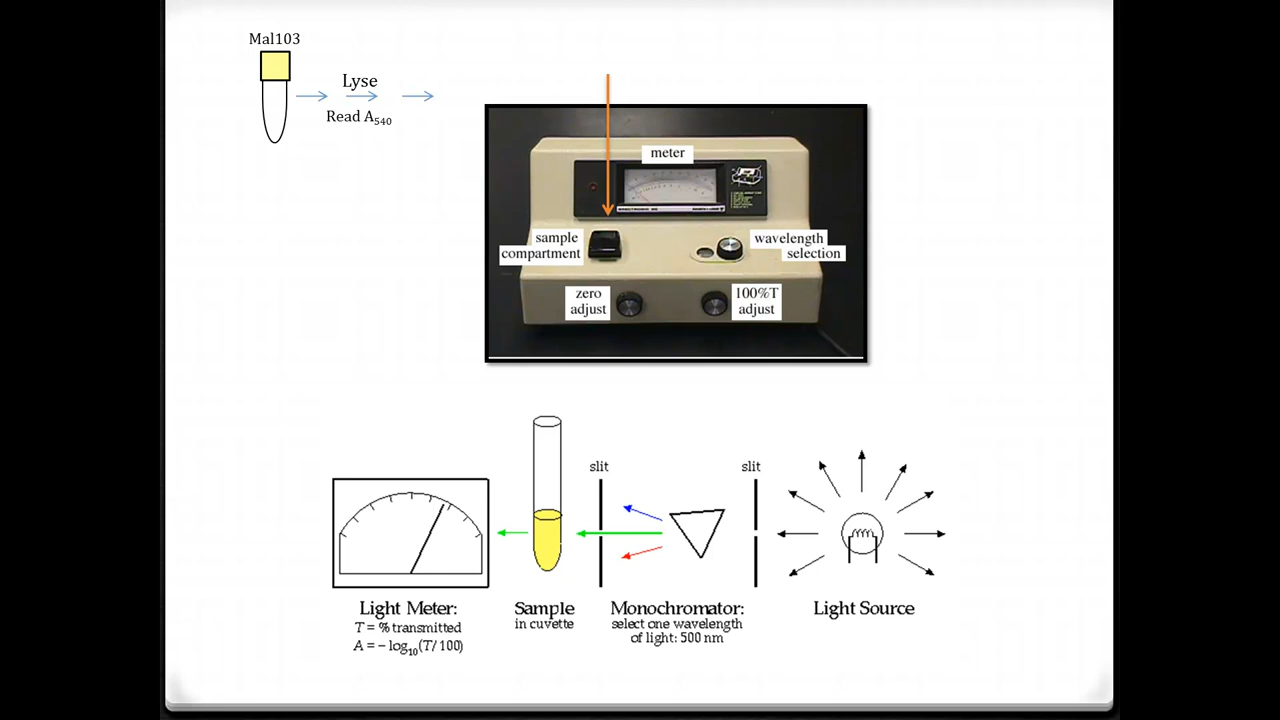 Mal103
Lyse
Read A540
meter
sample
compartment
wavelength
selection
zero
adjust
100%T
adjust
slit
slit
Light Meter:
T = % transmitted
A = – log10(T/100)
Sample
in cuvette
Monochromator:
select one wavelength
of light: 500 nm
Light Source